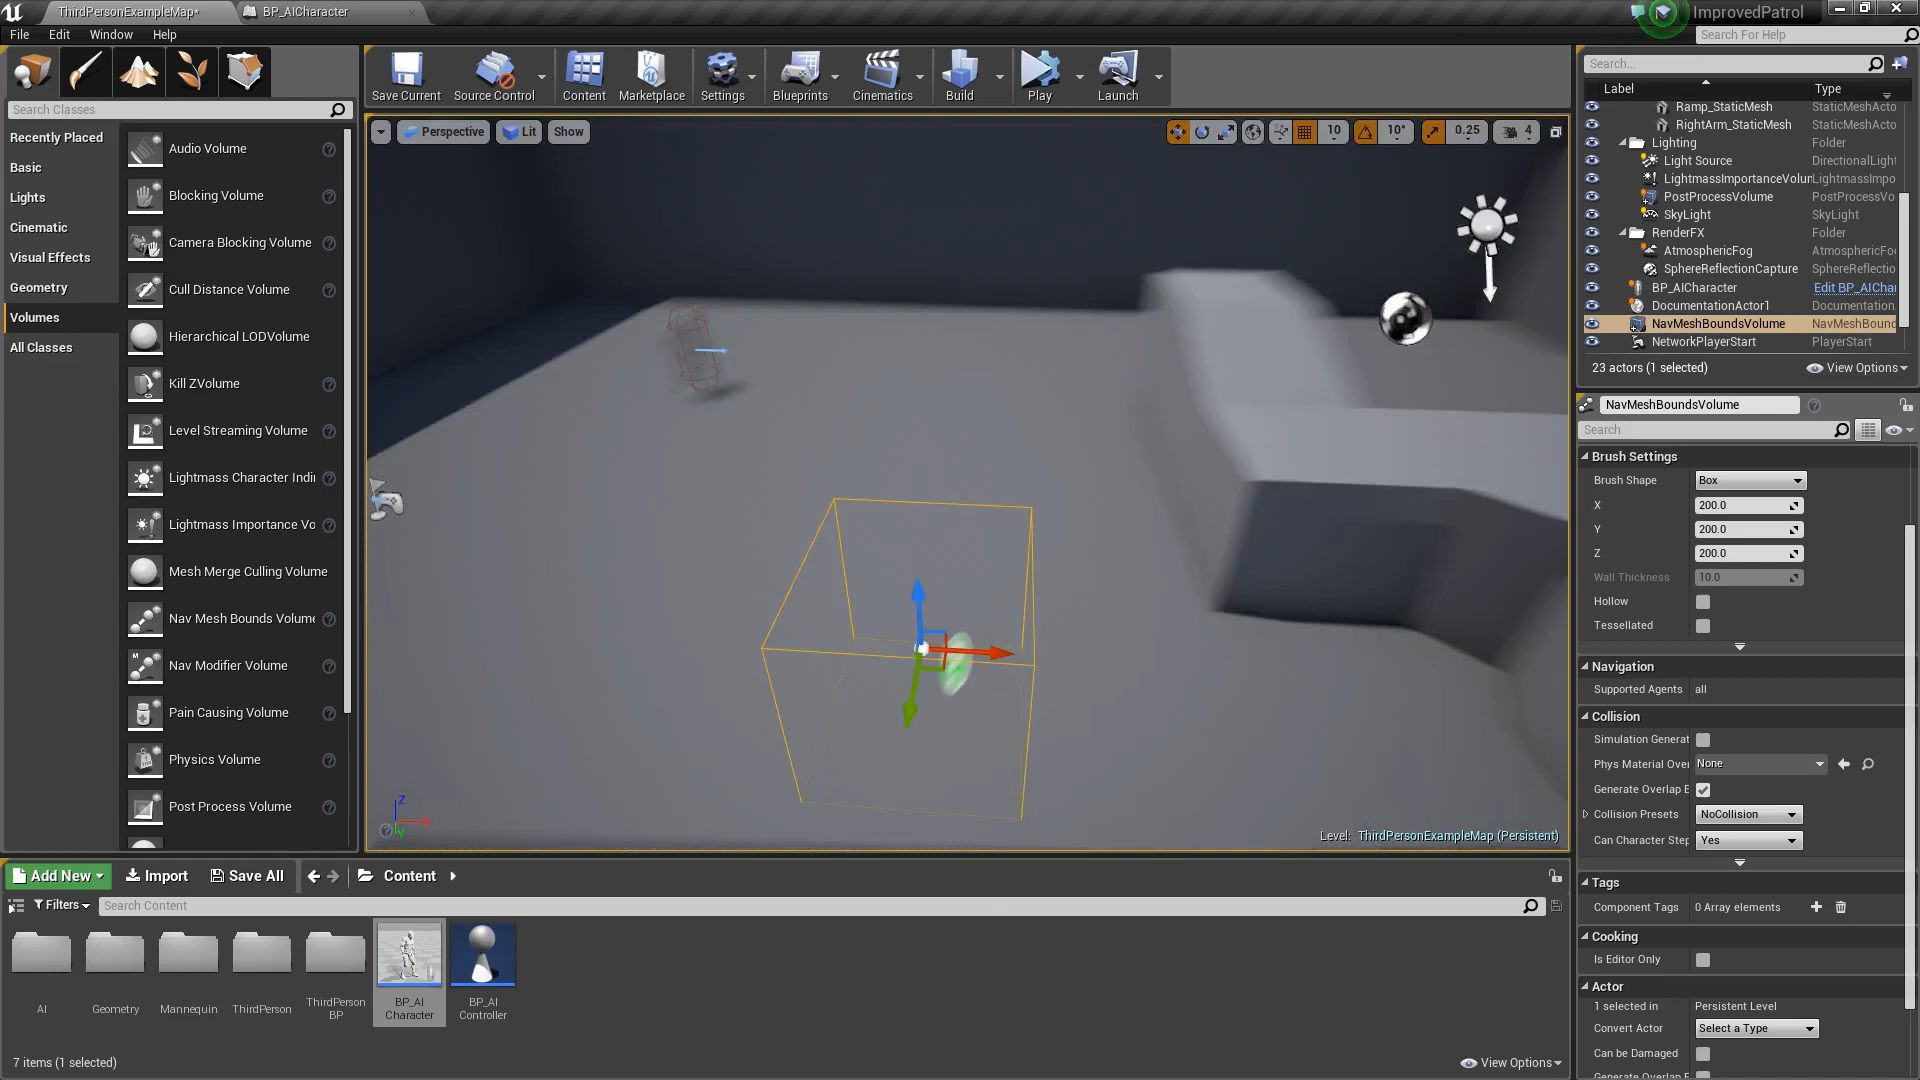 ThirdPersonExampleMap*
BP_AICharacter
ImprovedPatrol
File
Edit
Window
Help
Search For Help
Search Classes
Recently Placed
Basic
Lights
Cinematic
Visual Effects
Geometry
Volumes
All Classes
Audio Volume
Blocking Volume
Camera Blocking Volume
Cull Distance Volume
Hierarchical LODVolume
Kill ZVolume
Level Streaming Volume
Lightmass Character Indi
Lightmass Importance Vo
Mesh Merge Culling Volume
Nav Mesh Bounds Volume
Nav Modifier Volume
Pain Causing Volume
Physics Volume
Post Process Volume
Save Current
Source Control
Content
Marketplace
Settings
Blueprints
Cinematics
Build
Play
Launch
Perspective
Lit
Show
10
10°
0.25
4
Z
X
Y
Level: ThirdPersonExampleMap (Persistent)
Search...
Label
Type
Ramp_StaticMesh StaticMeshActo
RightArm_StaticMesh StaticMeshActo
Lighting Folder
Light Source DirectionalLight
LightmassImportanceVolum LightmassImpo
PostProcessVolume PostProcessVo
SkyLight SkyLight
RenderFX Folder
AtmosphericFog AtmosphericFo
SphereReflectionCapture SphereReflectio
BP_AICharacter Edit BP_AIChar
DocumentationActor1 Documentation
NavMeshBoundsVolume NavMeshBound
NetworkPlayerStart PlayerStart
23 actors (1 selected)
View Options
NavMeshBoundsVolume
Search
Brush Settings
Brush Shape Box
X 200.0
Y 200.0
Z 200.0
Wall Thickness 10.0
Hollow
Tessellated
Navigation
Supported Agents all
Collision
Simulation Generat
Phys Material Over None
Generate Overlap E
Collision Presets NoCollision
Can Character Step Yes
Tags
Component Tags 0 Array elements
Cooking
Is Editor Only
Actor
1 selected in Persistent Level
Convert Actor Select a Type
Can be Damaged
Generate Overlap E
Add New
Import
Save All
Content
Filters
Search Content
AI
Geometry
Mannequin
ThirdPerson
ThirdPerson
BP
BP_AI
Character
BP_AI
Controller
7 items (1 selected)
View Options